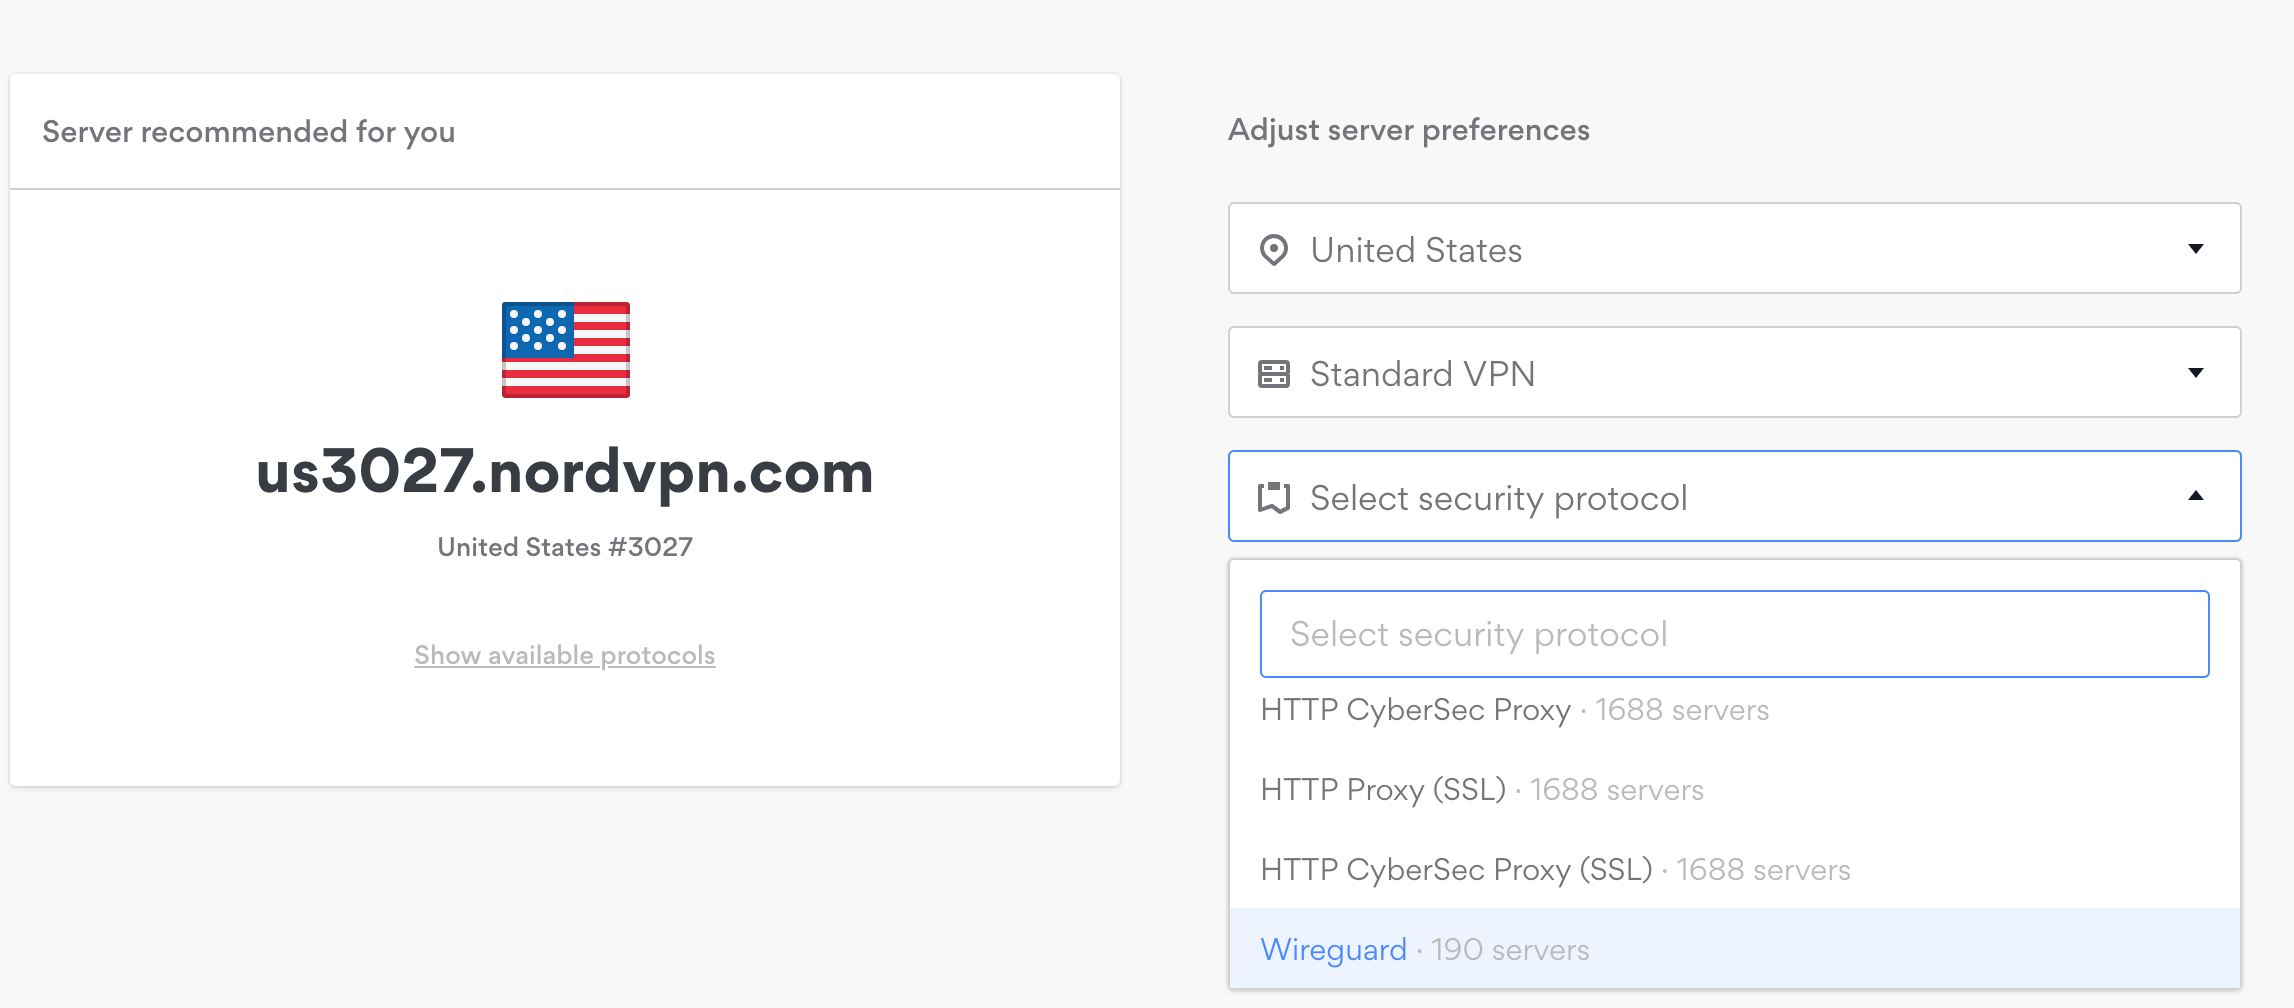 Server recommended for you
us3027.nordvpn.com
United States #3027
Show available protocols
Adjust server preferences
United States
Standard VPN
Select security protocol
Select security protocol
HTTP CyberSec Proxy · 1688 servers
HTTP Proxy (SSL) · 1688 servers
HTTP CyberSec Proxy (SSL) · 1688 servers
Wireguard · 190 servers